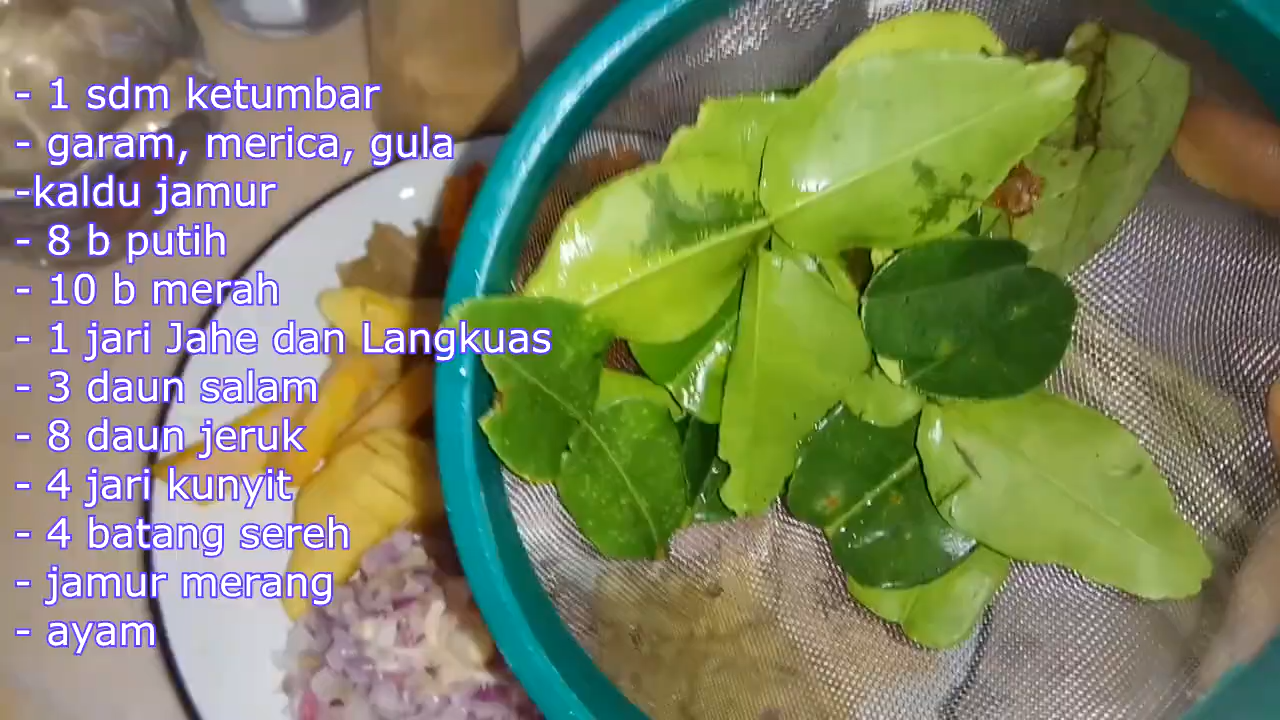 - 1 sdm ketumbar
- garam, merica, gula
-kaldu jamur
- 8 b putih
- 10 b merah
- 1 jari Jahe dan Langkuas
- 3 daun salam
- 8 daun jeruk
- 4 jari kunyit
- 4 batang sereh
- jamur merang
- ayam